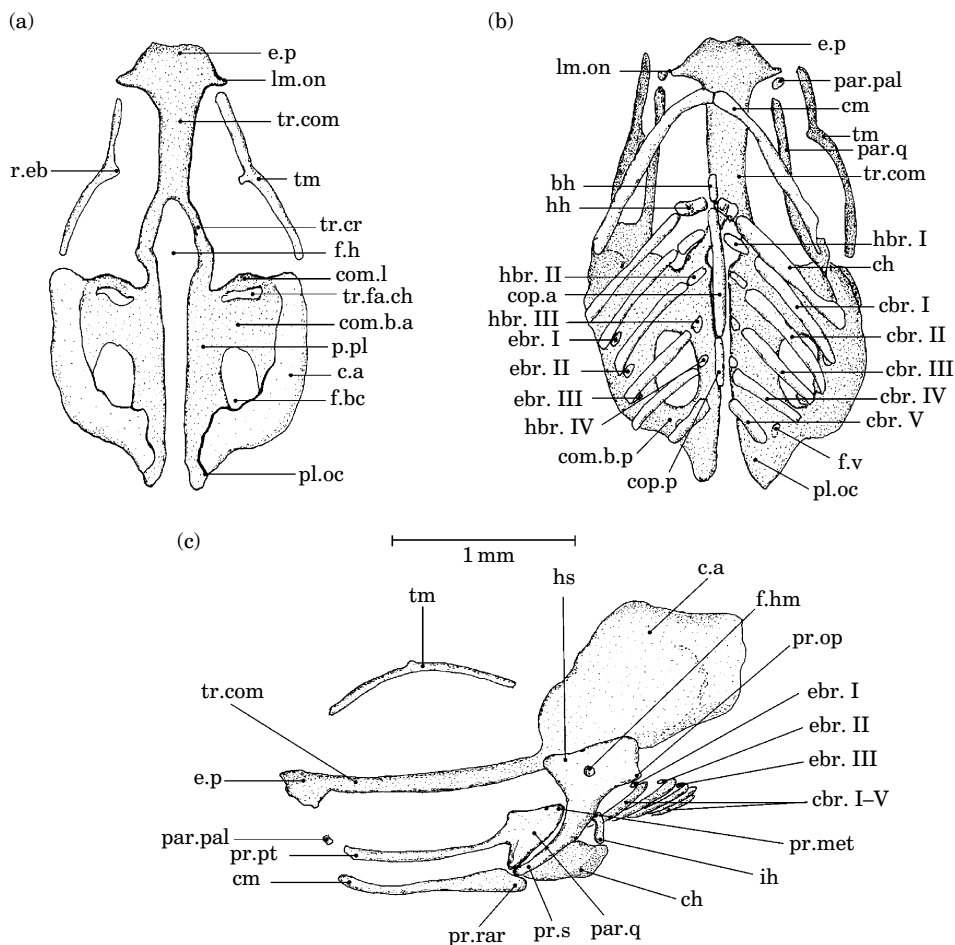 (a)
e.p
lm.on
tr.com
r.eb
tm
tr.cr
f.h
com.l
tr.fa.ch
com.b.a
p.pl
c.a
f.bc
pl.oc
(b)
e.p
lm.on
par.pal
cm
tm
par.q
tr.com
bh
hh
hbr. I
ch
hbr. II
cop.a
cbr. I
hbr. III
cbr. II
ebr. I
ebr. II
cbr. III
ebr. III
cbr. IV
hbr. IV
cbr. V
com.b.p
f.v
cop.p
pl.oc
(c)
1 mm
hs
c.a
f.hm
tm
pr.op
tr.com
ebr. I
ebr. II
e.p
ebr. III
cbr. I–V
par.pal
pr.pt
pr.met
cm
ih
ch
pr.rar
pr.s
par.q